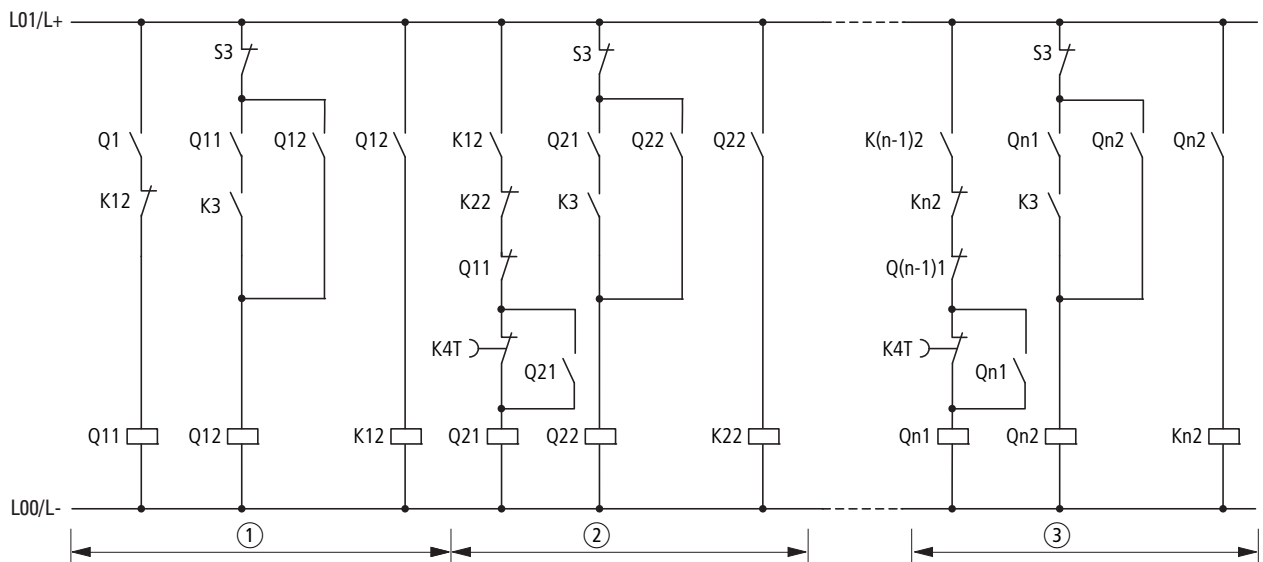 L01/L+
S3 S3 S3
Q1 Q11 Q12 Q12 K12 Q21 Q22 Q22 K(n-1)2 Qn1 Qn2 Qn2
K12 K3 K22 K3 Kn2 K3
Q11 Q(n-1)1
K4T Q21 K4T Qn1
Q11 Q12 K12 Q21 Q22 K22 Qn1 Qn2 Kn2
L00/L-
① ② ③